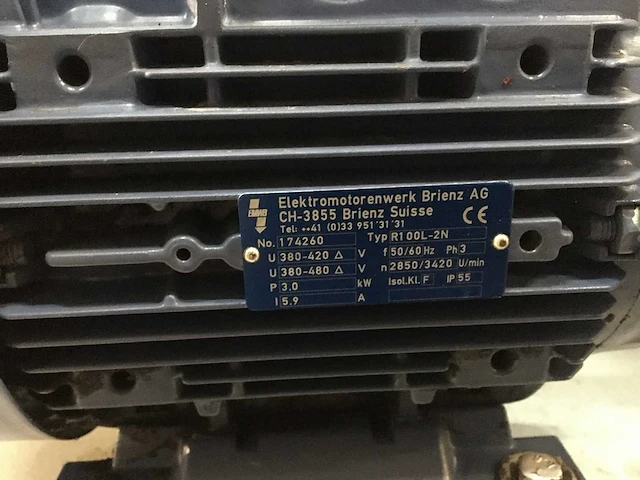 EMWB
Elektromotorenwerk Brienz AG
CH-3855 Brienz Suisse
Tel: ++41 (0)33 951'31'31
CE
No. 174260 Typ R100L-2N
U 380-420 Δ V f 50/60 Hz Ph 3
U 380-480 Δ V n 2850/3420 U/min
P 3.0 kW Isol.Kl. F IP 55
I 5.9 A